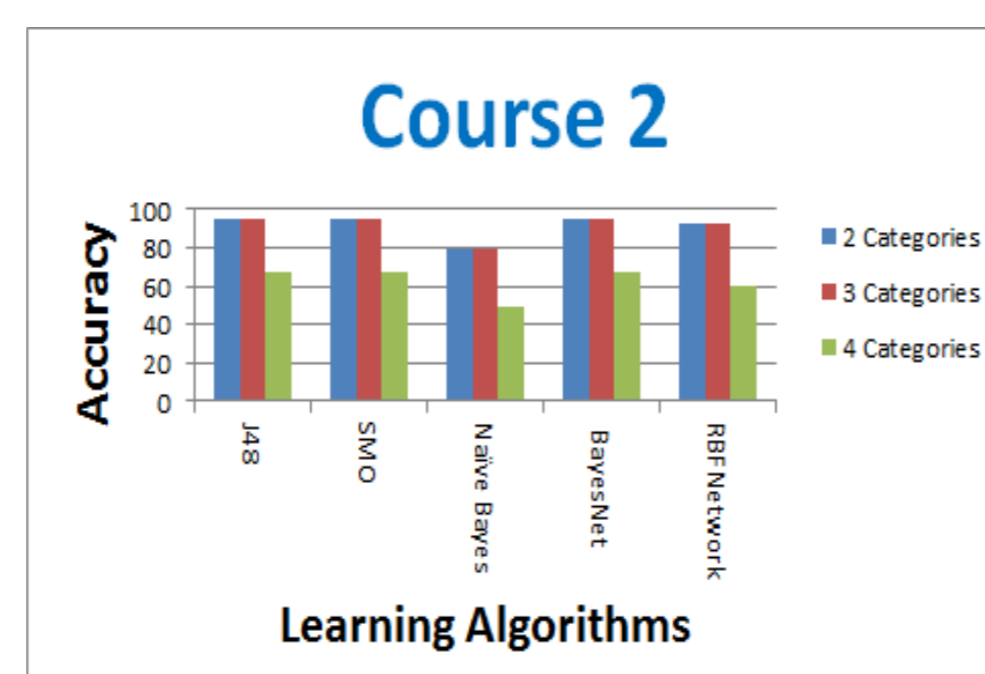 Course 2
Accuracy
100
80
60
40
20
0
J48
SMO
Naïve Bayes
BayesNet
RBFNetwork
Learning Algorithms
2 Categories
3 Categories
4 Categories